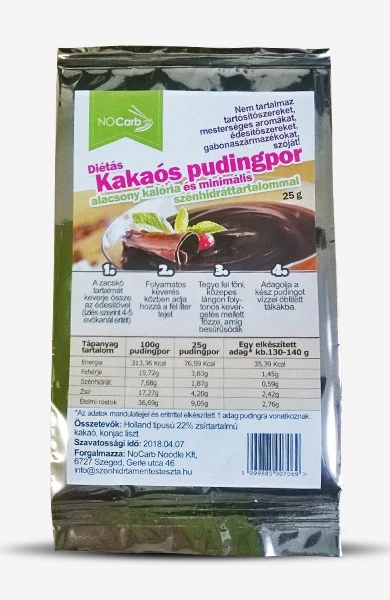 NOCarb
Nem tartalmaz
tartósítószereket,
mesterséges aromákat,
édesítőszereket,
gabonaszármazékokat,
szóját!
Diétás
Kakaós pudingpor
alacsony kalória és minimális
szénhidráttartalommal
25 g
1.
A zacskó
tartalmát
keverje össze
az édesítővel
(ízlés szerint 4-5
evőkanál eritrit)
2.
Folyamatos
keverés
közben adja
hozzá a fél liter
tejet
3.
Tegye fel főni,
közepes
lángon foly-
tonos kever-
getés mellett
főzze, amíg
besűrűsödik
4.
Adagolja a
kész pudingot
vízzel öblített
tálkákba.
Tápanyag tartalom 100g pudingpor 25g pudingpor Egy elkészített adag* kb.130-140 g
Energia 313,36 Kcal 76,59 Kcal 35,39 Kcal
Fehérje 15,72g 3,83g 1,45g
Szénhidrát 7,68g 1,87g 0,59g
Zsír 17,27g 4,20g 2,42g
Élelmi rostok 36,69g 9,05g 2,76g
*Az adatok mandulatejjel és eritrittel elkészített 1 adag pudingra vonatkoznak.
Összetevők: Holland típusú 22% zsírtartalmú
kakaó, konjac liszt
Szavatossági idő: 2018.04.07
Forgalmazza: NoCarb Noodle Kft,
6727 Szeged, Gerle utca 46
info@szenhidrtamentesteszta.hu
5 999883 907069 >